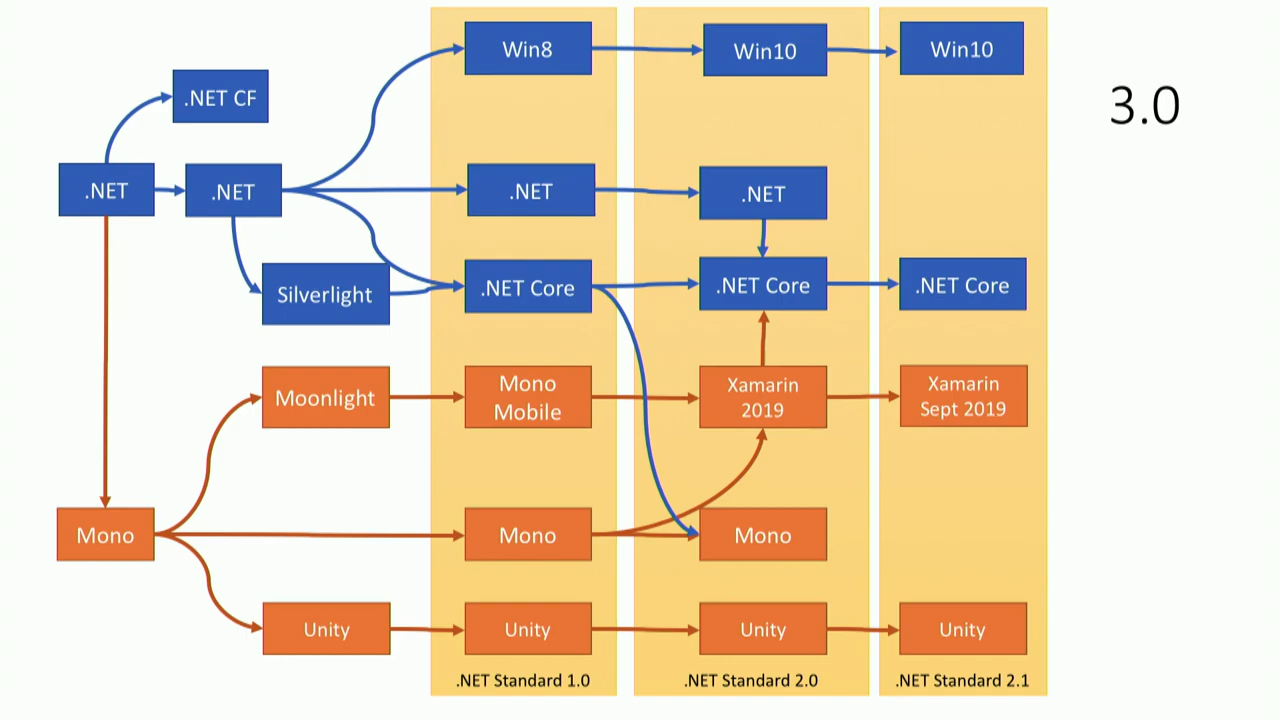 Win8
Win10
Win10
.NET CF
3.0
.NET
.NET
.NET
.NET
Silverlight
.NET Core
.NET Core
.NET Core
Moonlight
Mono
Mobile
Xamarin
2019
Xamarin
Sept 2019
Mono
Mono
Mono
Unity
Unity
Unity
Unity
.NET Standard 1.0
.NET Standard 2.0
.NET Standard 2.1